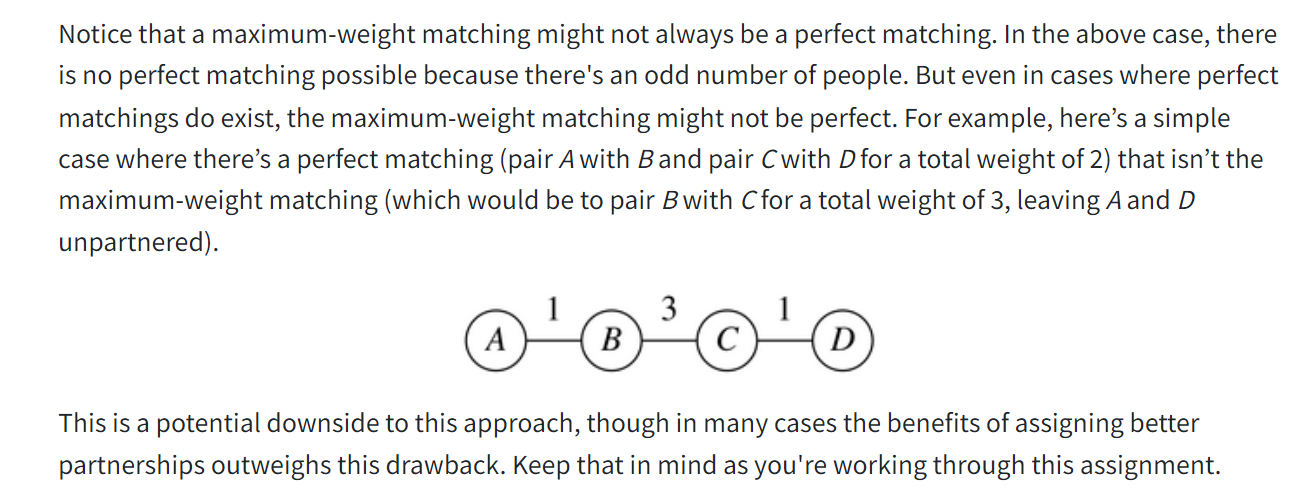 Notice that a maximum-weight matching might not always be a perfect matching. In the above case, there
is no perfect matching possible because there's an odd number of people. But even in cases where perfect
matchings do exist, the maximum-weight matching might not be perfect. For example, here’s a simple
case where there’s a perfect matching (pair A with B and pair C with D for a total weight of 2) that isn’t the
maximum-weight matching (which would be to pair B with C for a total weight of 3, leaving A and D
unpartnered).
1 3 1
A B C D
This is a potential downside to this approach, though in many cases the benefits of assigning better
partnerships outweighs this drawback. Keep that in mind as you're working through this assignment.